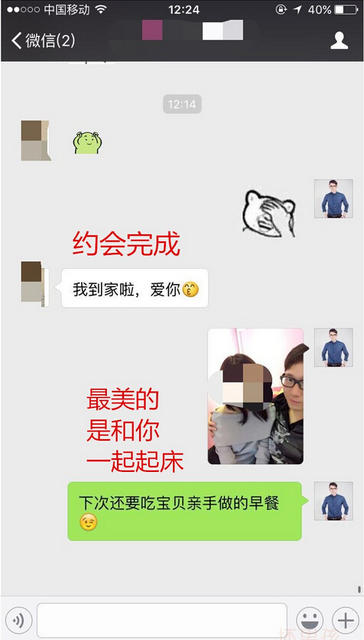 中国移动 12:24 40%
微信(2)
12:14
约会完成
我到家啦，爱你
最美的
是和你
一起起床
下次还要吃宝贝亲手做的早餐